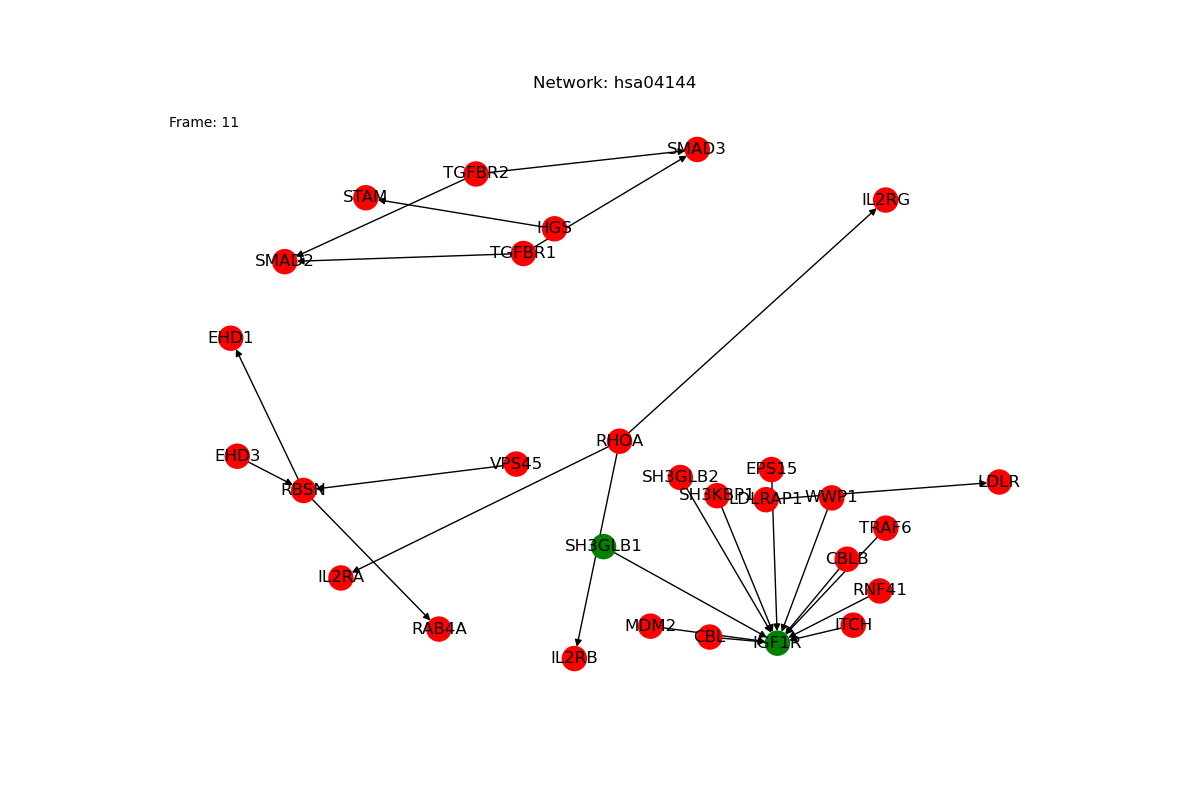 Network: hsa04144
Frame: 11
SMAD3
TGFBR2
STAM
IL2RG
HGS
TGFBR1
SMAD2
EHD1
RHOA
EHD3
VPS45
EPS15
SH3GLB2
LDLR
RBSN
SH3KBP1
LDLRAP1
WWP1
TRAF6
SH3GLB1
CBLB
IL2RA
RNF41
MDM2
ITCH
RAB4A
CBL
IGF1R
IL2RB